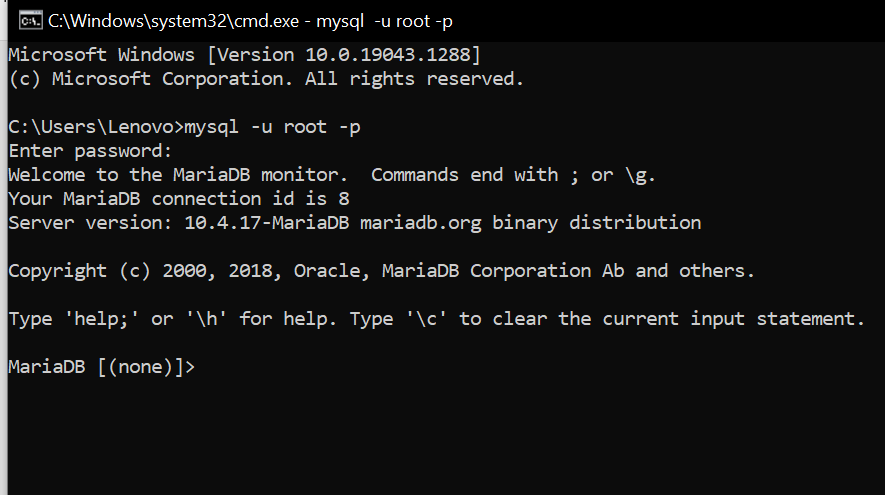 C:\Windows\system32\cmd.exe - mysql  -u root -p
Microsoft Windows [Version 10.0.19043.1288]
(c) Microsoft Corporation. All rights reserved.
C:\Users\Lenovo>mysql -u root -p
Enter password:
Welcome to the MariaDB monitor.  Commands end with ; or \g.
Your MariaDB connection id is 8
Server version: 10.4.17-MariaDB mariadb.org binary distribution
Copyright (c) 2000, 2018, Oracle, MariaDB Corporation Ab and others.
Type 'help;' or '\h' for help. Type '\c' to clear the current input statement.
MariaDB [(none)]>